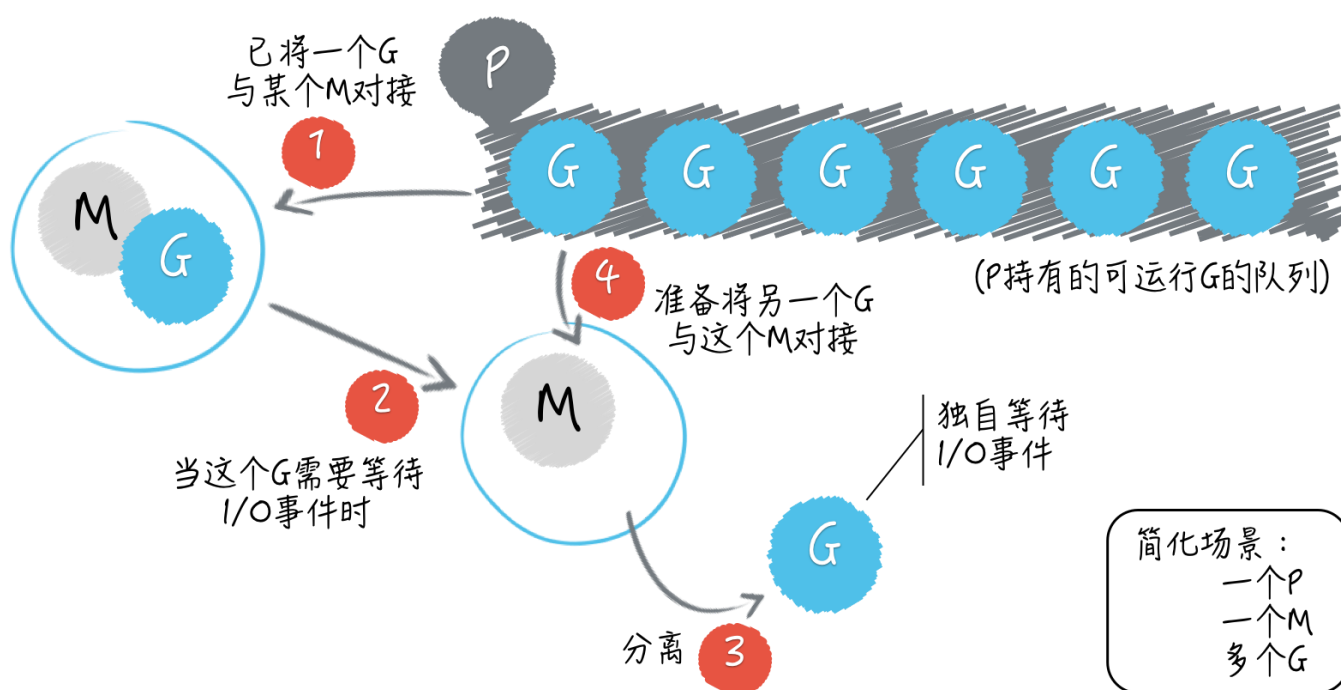 已将一个G
与某个M对接
1
P
G G G G G G
(P持有的可运行G的队列)
M
G
4
准备将另一个G
与这个M对接
2
当这个G需要等待
I/O事件时
M
独自等待
I/O事件
G
分离
3
简化场景：
一个P
一个M
多个G